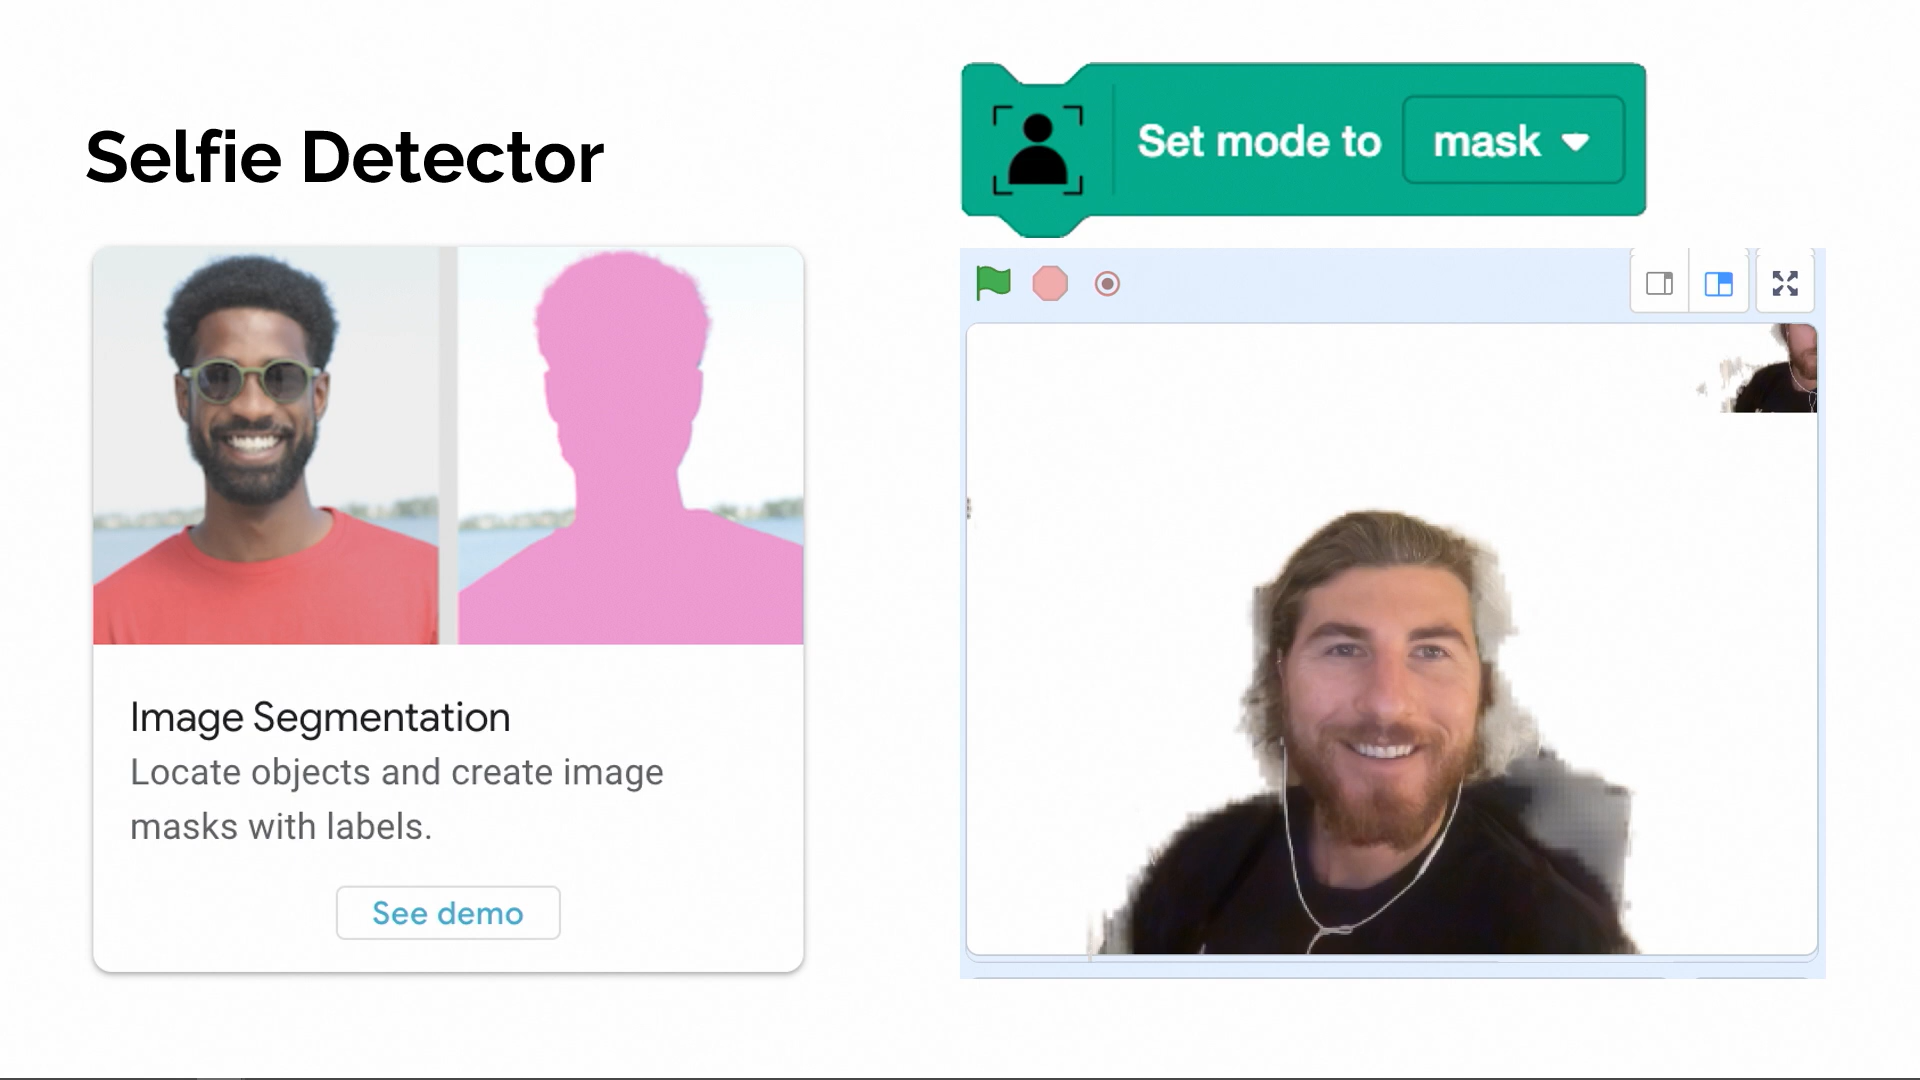 Selfie Detector
Set mode to mask
Image Segmentation
Locate objects and create image
masks with labels.
See demo